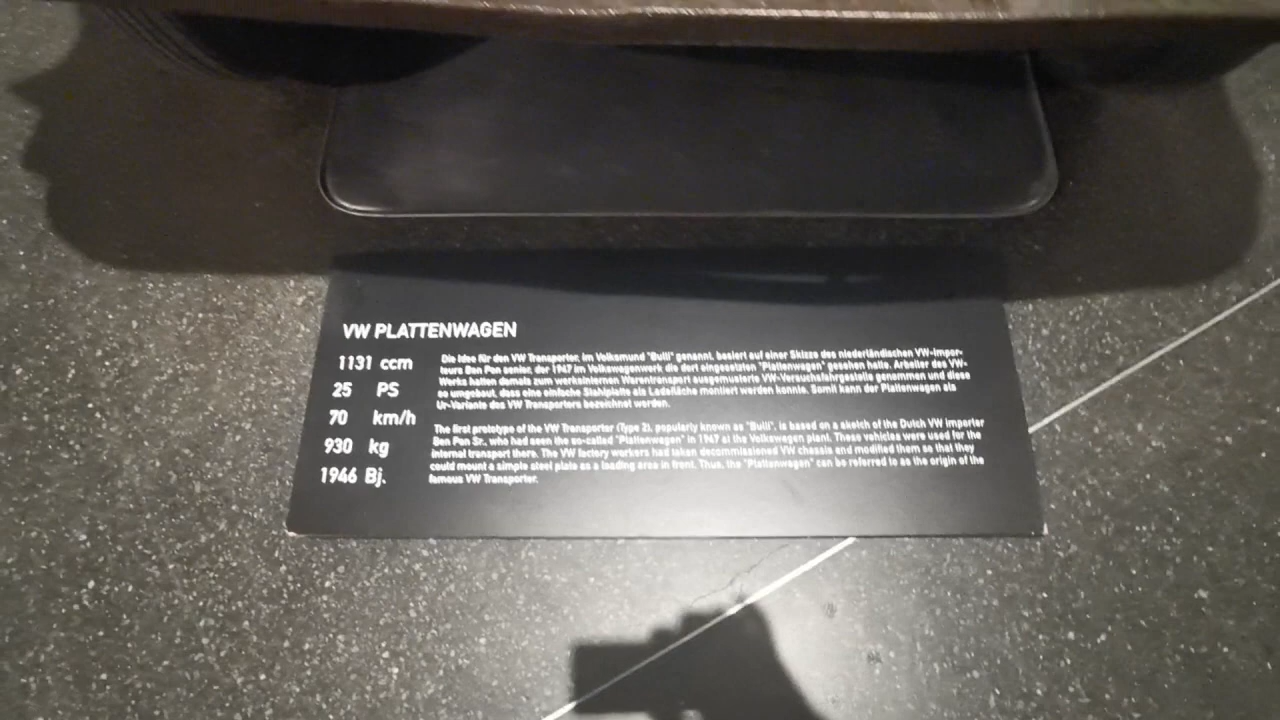 VW PLATTENWAGEN
1131 ccm
25 PS
70 km/h
930 kg
1946 Bj.
Die Idee für den VW Transporter, im Volksmund "Bulli" genannt, basiert auf einer Skizze des niederländischen VW-Impor-
teurs Ben Pon senior, der 1947 im Volkswagenwerk die dort eingesetzten "Plattenwagen" gesehen hatte. Arbeiter des VW-
Werks hatten damals zum werksinternen Warentransport ausgemusterte VW-Versuchsfahrgestelle genommen und diese
so umgebaut, dass eine einfache Stahlplatte als Ladefläche montiert werden konnte. Somit kann der Plattenwagen als
Ur-Variante des VW Transporters bezeichnet werden.
The first prototype of the VW Transporter (Type 2), popularly known as "Bulli", is based on a sketch of the Dutch VW importer
Ben Pon Sr., who had seen the so-called "Plattenwagen" in 1947 at the Volkswagen plant. These vehicles were used for the
internal transport there. The VW factory workers had taken decommissioned VW chassis and modified them so that they
could mount a simple steel plate as a loading area in front. Thus, the "Plattenwagen" can be referred to as the origin of the
famous VW Transporter.